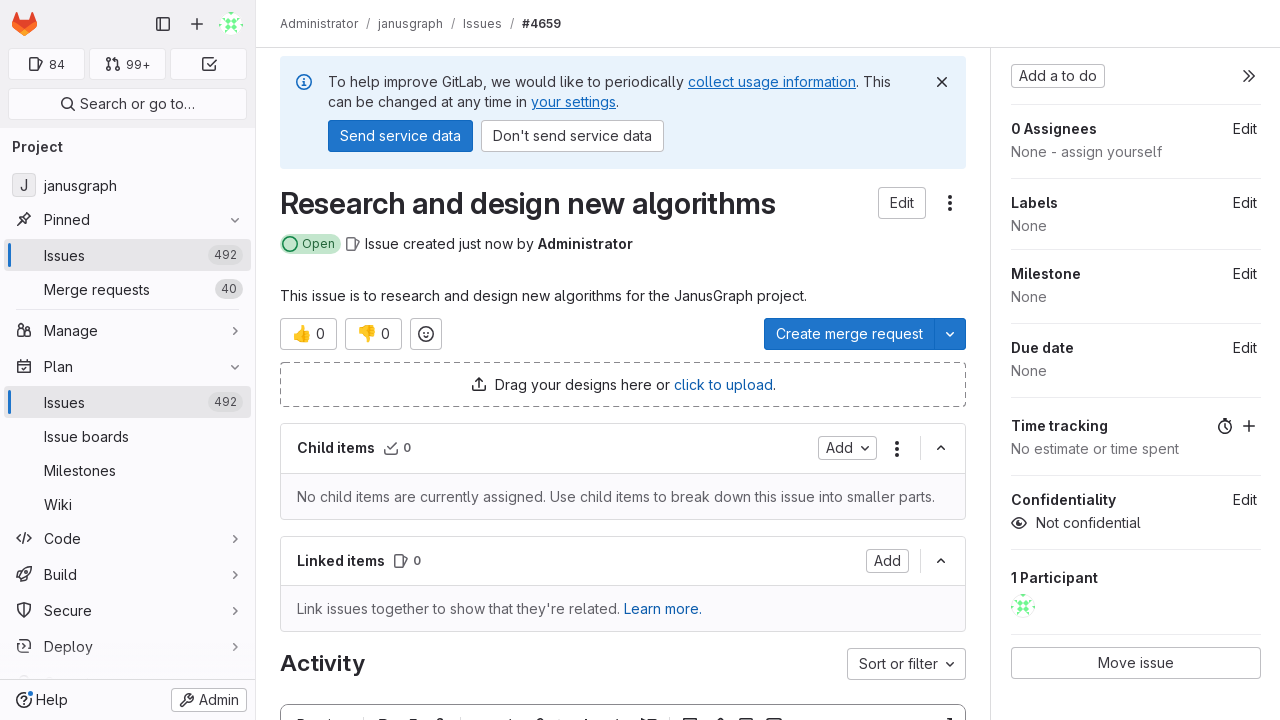 Administrator / janusgraph / Issues / #4659
84
99+
Search or go to…
Project
J janusgraph
Pinned
Issues 492
Merge requests 40
Manage
Plan
Issues 492
Issue boards
Milestones
Wiki
Code
Build
Secure
Deploy
Help
Admin
To help improve GitLab, we would like to periodically collect usage information. This
can be changed at any time in your settings.
Send service data
Don't send service data
Research and design new algorithms
Edit
Open
Issue created just now by Administrator
This issue is to research and design new algorithms for the JanusGraph project.
👍 0
👎 0
Create merge request
Drag your designs here or click to upload.
Child items 0
Add
No child items are currently assigned. Use child items to break down this issue into smaller parts.
Linked items 0
Add
Link issues together to show that they're related. Learn more.
Activity
Sort or filter
Add a to do
0 Assignees Edit
None - assign yourself
Labels Edit
None
Milestone Edit
None
Due date Edit
None
Time tracking
No estimate or time spent
Confidentiality Edit
Not confidential
1 Participant
Move issue